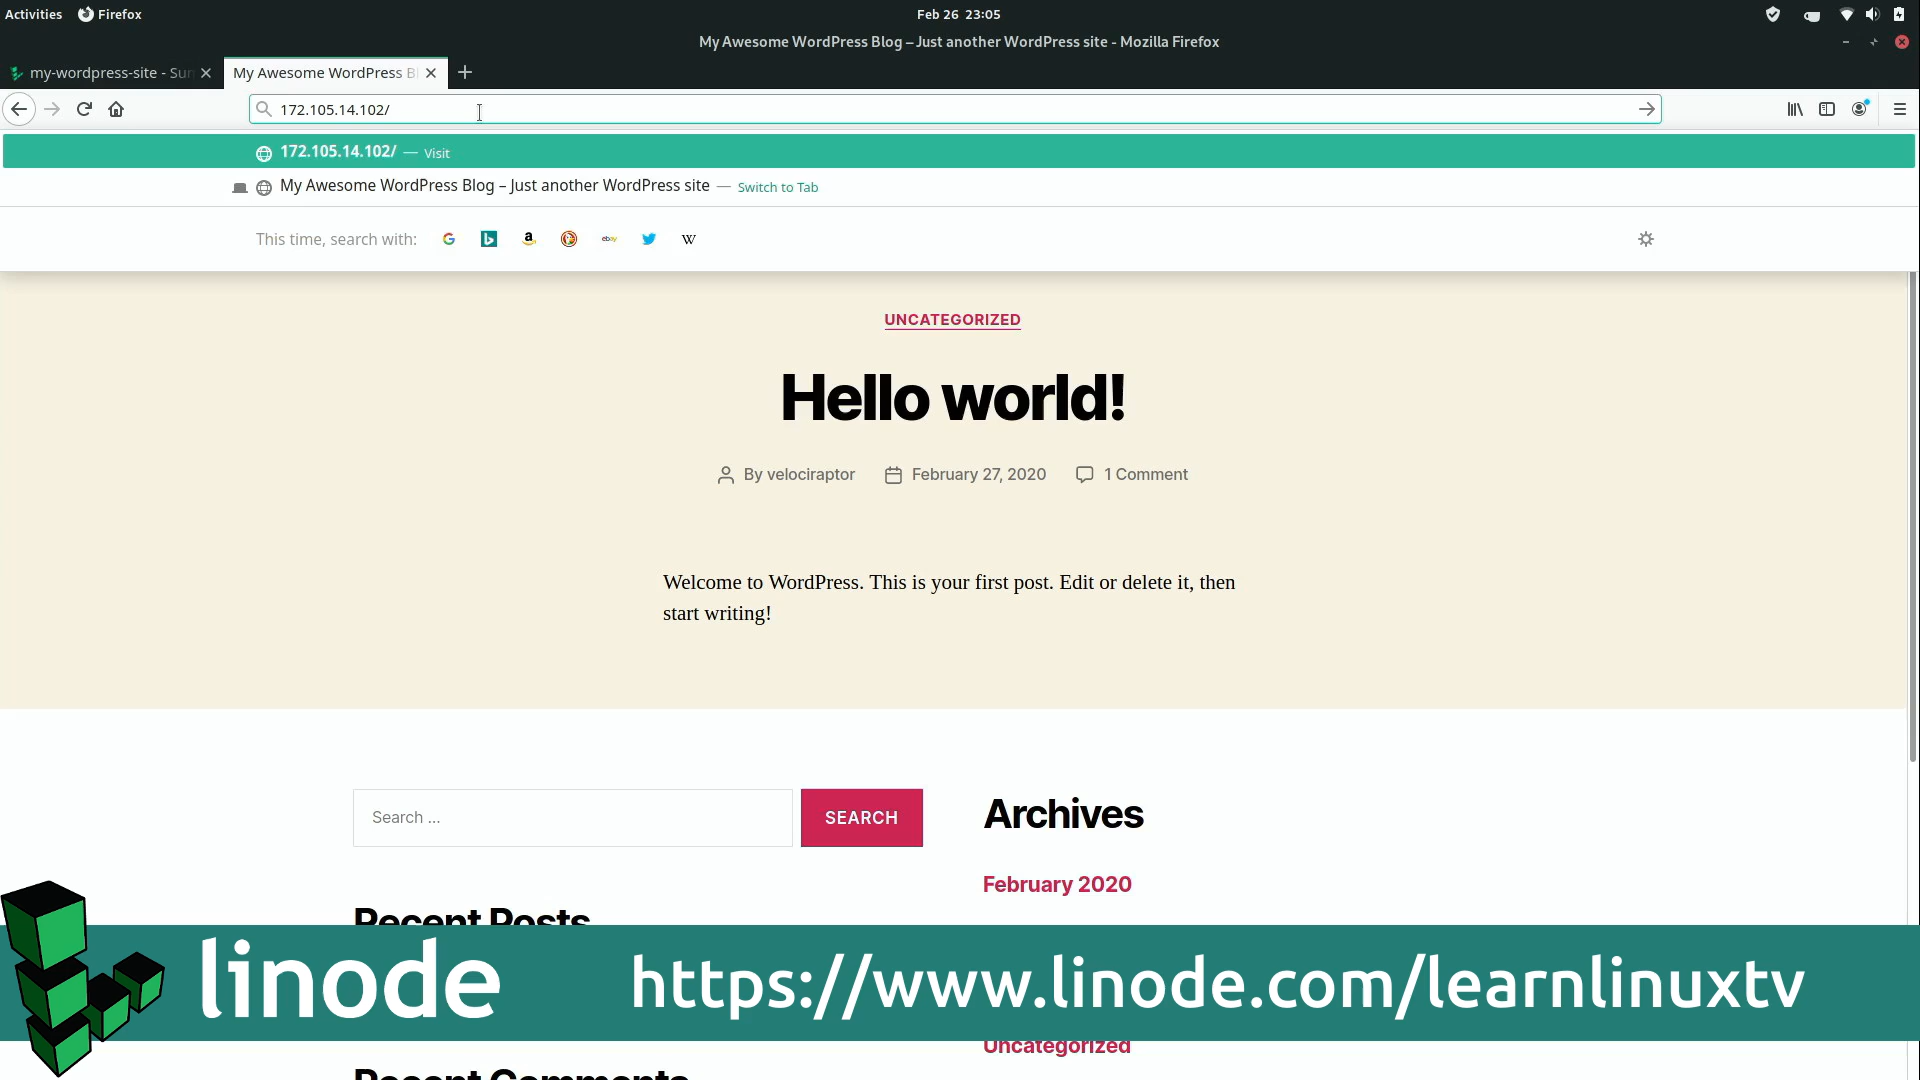 Activities
Firefox
Feb 26 23:05
My Awesome WordPress Blog – Just another WordPress site - Mozilla Firefox
my-wordpress-site - Sum
My Awesome WordPress Bl
172.105.14.102/
172.105.14.102/ — Visit
My Awesome WordPress Blog – Just another WordPress site — Switch to Tab
This time, search with:
UNCATEGORIZED
Hello world!
By velociraptor
February 27, 2020
1 Comment
Welcome to WordPress. This is your first post. Edit or delete it, then
start writing!
Search ...
SEARCH
Archives
February 2020
Recent Posts
linode
https://www.linode.com/learnlinuxtv
Uncategorized
Recent Comments